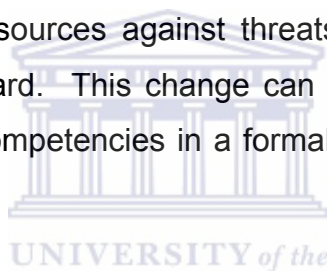 sources against threats
ard. This change can
ompetencies in a formal
UNIVERSITY of the